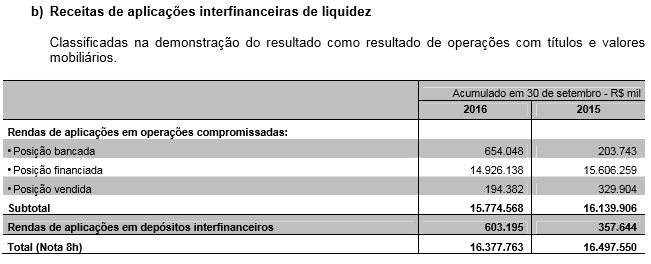 b) Receitas de aplicações interfinanceiras de liquidez
Classificadas na demonstração do resultado como resultado de operações com títulos e valores
mobiliários.
Acumulado em 30 de setembro - R$ mil
2016 2015
Rendas de aplicações em operações compromissadas:
• Posição bancada 654.048 203.743
• Posição financiada 14.926.138 15.606.259
• Posição vendida 194.382 329.904
Subtotal 15.774.568 16.139.906
Rendas de aplicações em depósitos interfinanceiros 603.195 357.644
Total (Nota 8h) 16.377.763 16.497.550